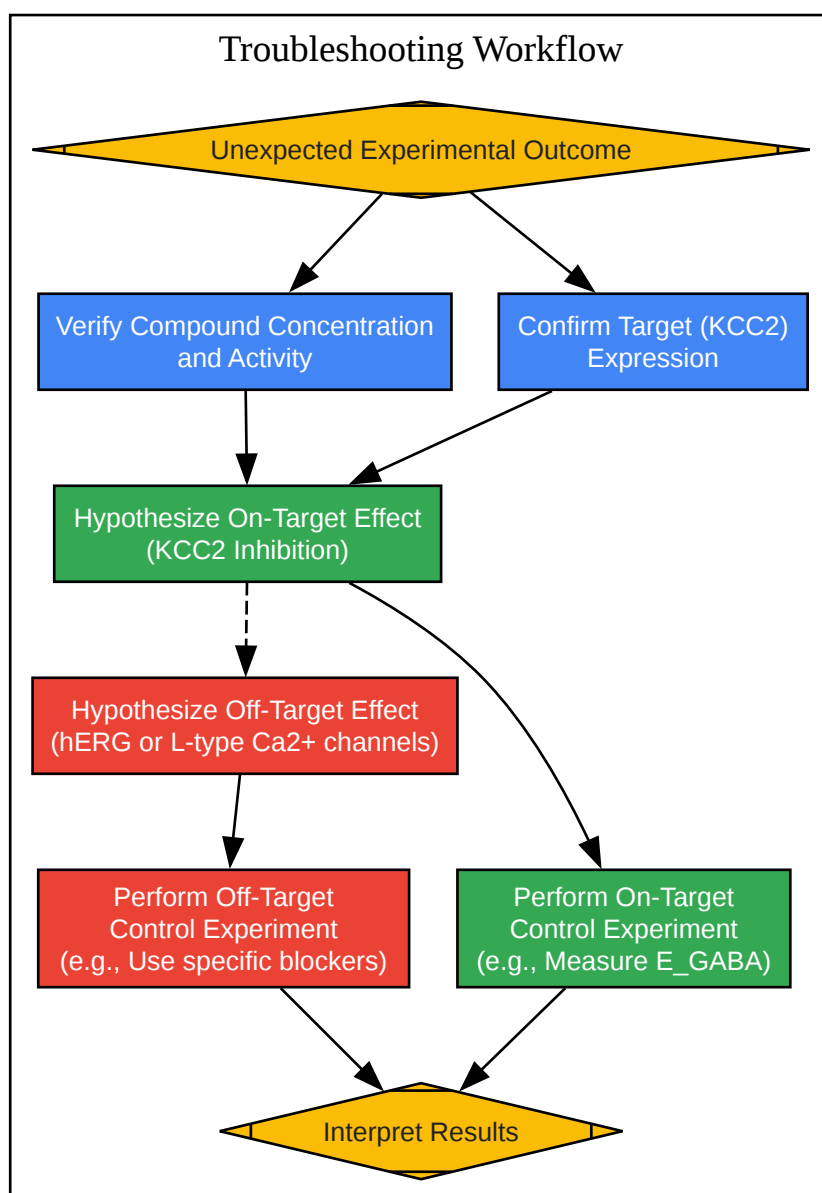 Troubleshooting Workflow
Unexpected Experimental Outcome
Verify Compound Concentration
and Activity
Confirm Target (KCC2)
Expression
Hypothesize On-Target Effect
(KCC2 Inhibition)
Hypothesize Off-Target Effect
(hERG or L-type Ca2+ channels)
Perform Off-Target
Control Experiment
(e.g., Use specific blockers)
Perform On-Target
Control Experiment
(e.g., Measure E_GABA)
Interpret Results